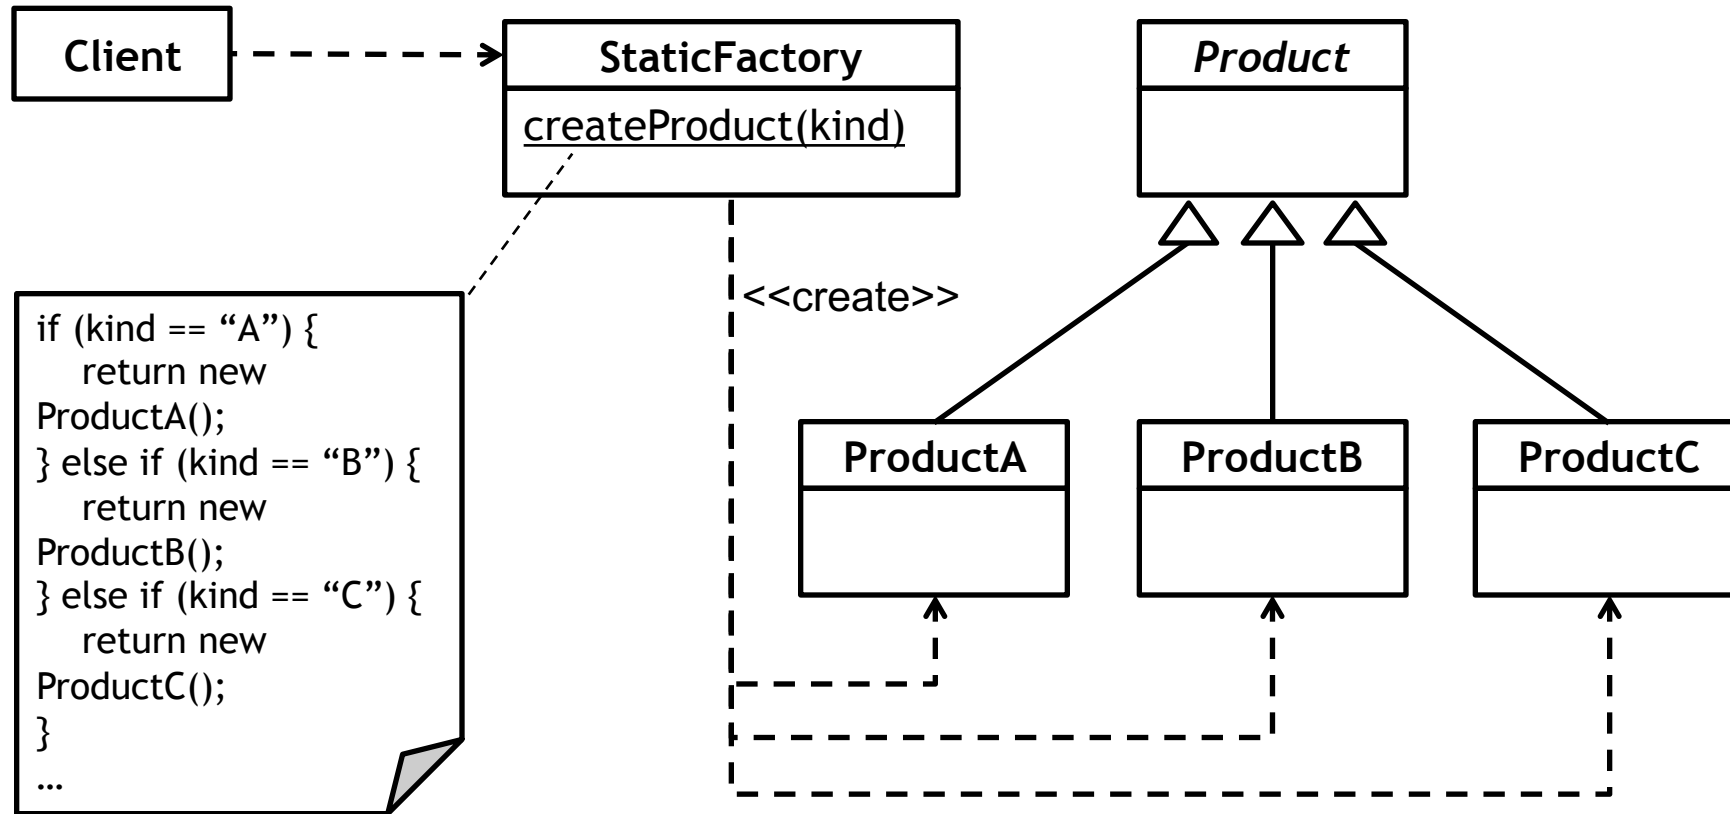 Client
StaticFactory
Product
createProduct(kind)
<<create>>
if (kind == “A”) {
return new
ProductA();
} else if (kind == “B”) {
return new
ProductB();
} else if (kind == “C”) {
return new
ProductC();
}
…
ProductA
ProductB
ProductC